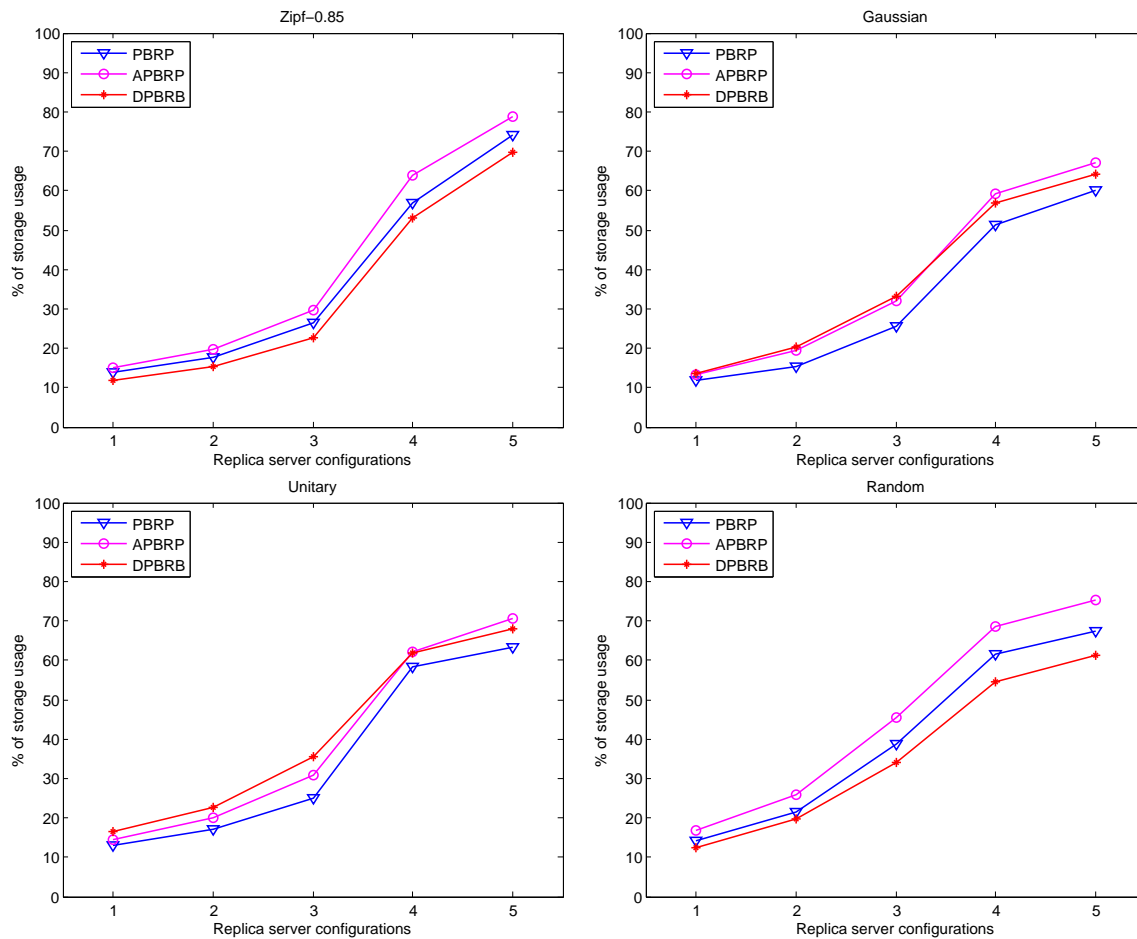 Zipf−0.85
100
90
80
70
60
50
40
30
20
10
0
% of storage usage
PBRP
APBRP
DPBRB
1 2 3 4 5
Replica server configurations
Gaussian
100
90
80
70
60
50
40
30
20
10
0
% of storage usage
PBRP
APBRP
DPBRB
1 2 3 4 5
Replica server configurations
Unitary
100
90
80
70
60
50
40
30
20
10
0
% of storage usage
PBRP
APBRP
DPBRB
1 2 3 4 5
Replica server configurations
Random
100
90
80
70
60
50
40
30
20
10
0
% of storage usage
PBRP
APBRP
DPBRB
1 2 3 4 5
Replica server configurations